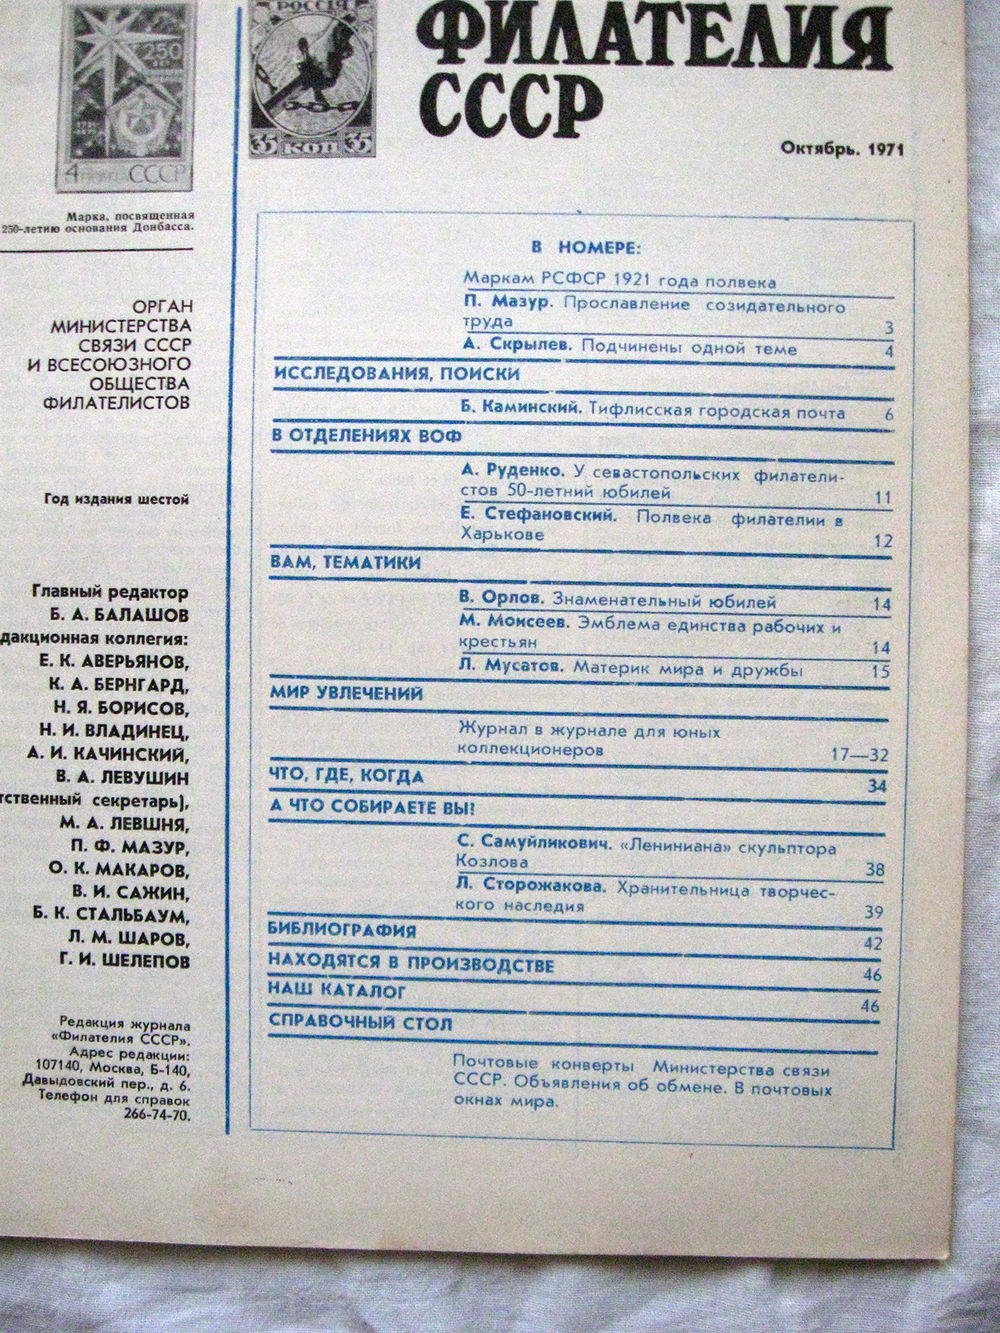 250
4
СССР
Марка, посвященная
250-летию основания Донбасса.
ОРГАН
МИНИСТЕРСТВА
СВЯЗИ СССР
И ВСЕСОЮЗНОГО
ОБЩЕСТВА
ФИЛАТЕЛИСТОВ
Год издания шестой
Главный редактор
Б. А. БАЛАШОВ
дакционная коллегия:
Е. К. АВЕРЬЯНОВ,
К. А. БЕРНГАРД,
Н. Я. БОРИСОВ,
Н. И. ВЛАДИНЕЦ,
А. И. КАЧИНСКИЙ,
В. А. ЛЕВУШИН
тственный секретарь),
М. А. ЛЕВШНЯ,
П. Ф. МАЗУР,
О. К. МАКАРОВ,
В. И. САЖИН,
Б. К. СТАЛЬБАУМ,
Л. М. ШАРОВ,
Г. И. ШЕЛЕПОВ
Редакция журнала
«Филателия СССР».
Адрес редакции:
107140, Москва, Б-140,
Давыдовский пер., д. 6.
Телефон для справок
266-74-70.
РОССІЯ
35 КОП 35
ФИЛАТЕЛИЯ
СССР
Октябрь. 1971
В НОМЕРЕ:
Маркам РСФСР 1921 года полвека
П. Мазур. Прославление созидательного
труда 3
А. Скрылев. Подчинены одной теме 4
ИССЛЕДОВАНИЯ, ПОИСКИ
Б. Каминский. Тифлисская городская почта 6
В ОТДЕЛЕНИЯХ ВОФ
А. Руденко. У севастопольских филатели-
стов 50-летний юбилей 11
Е. Стефановский. Полвека филателии в
Харькове 12
ВАМ, ТЕМАТИКИ
В. Орлов. Знаменательный юбилей 14
М. Моисеев. Эмблема единства рабочих и
крестьян 14
Л. Мусатов. Материк мира и дружбы 15
МИР УВЛЕЧЕНИЙ
Журнал в журнале для юных
коллекционеров 17—32
ЧТО, ГДЕ, КОГДА 34
А ЧТО СОБИРАЕТЕ ВЫ?
С. Самуйликович. «Лениниана» скульптора
Козлова 38
Л. Сторожакова. Хранительница творчес-
кого наследия 39
БИБЛИОГРАФИЯ 42
НАХОДЯТСЯ В ПРОИЗВОДСТВЕ 46
НАШ КАТАЛОГ 46
СПРАВОЧНЫЙ СТОЛ
Почтовые конверты Министерства связи
СССР. Объявления об обмене. В почтовых
окнах мира.